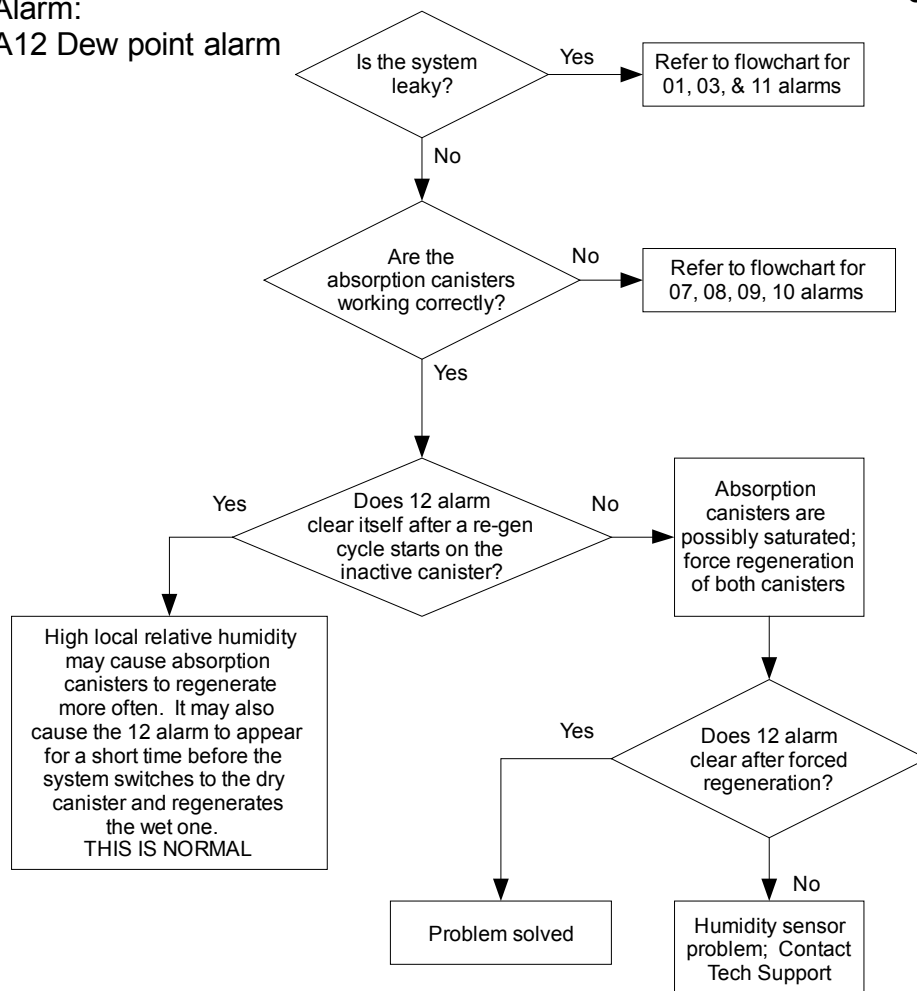 Alarm:
A12 Dew point alarm
Is the system
leaky?
Yes
Refer to flowchart for
01, 03, & 11 alarms
No
Are the
absorption canisters
working correctly?
No
Refer to flowchart for
07, 08, 09, 10 alarms
Yes
Does 12 alarm
clear itself after a re-gen
cycle starts on the
inactive canister?
Yes
No
High local relative humidity
may cause absorption
canisters to regenerate
more often. It may also
cause the 12 alarm to appear
for a short time before the
system switches to the dry
canister and regenerates
the wet one.
THIS IS NORMAL
Absorption
canisters are
possibly saturated;
force regeneration
of both canisters
Does 12 alarm
clear after forced
regeneration?
Yes
No
Problem solved
Humidity sensor
problem; Contact
Tech Support